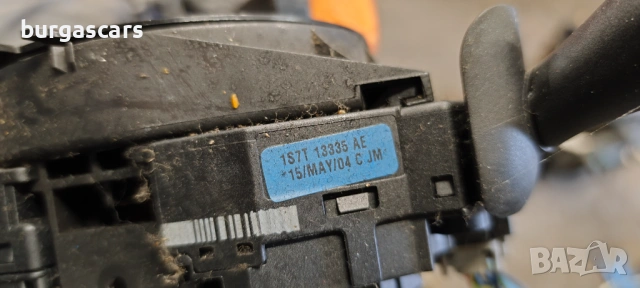 burgascars
1S7T 13335 AE
*15/MAY/04 C JM
BAZAR